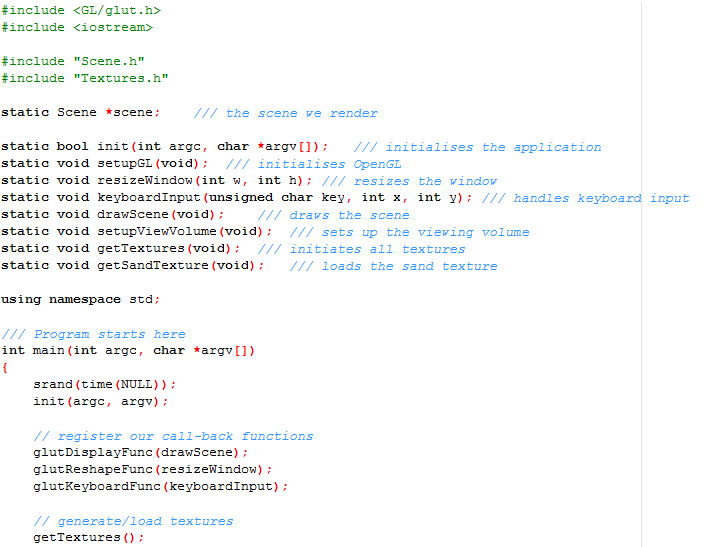 #include <GL/glut.h>
#include <iostream>
#include "Scene.h"
#include "Textures.h"
static Scene *scene;    /// the scene we render
static bool init(int argc, char *argv[]);   /// initialises the application
static void setupGL(void);  /// initialises OpenGL
static void resizeWindow(int w, int h); /// resizes the window
static void keyboardInput(unsigned char key, int x, int y); /// handles keyboard input
static void drawScene(void);    /// draws the scene
static void setupViewVolume(void);  /// sets up the viewing volume
static void getTextures(void);  /// initiates all textures
static void getSandTexture(void);   /// loads the sand texture
using namespace std;
/// Program starts here
int main(int argc, char *argv[])
{
    srand(time(NULL));
    init(argc, argv);
    // register our call-back functions
    glutDisplayFunc(drawScene);
    glutReshapeFunc(resizeWindow);
    glutKeyboardFunc(keyboardInput);
    // generate/load textures
    getTextures();